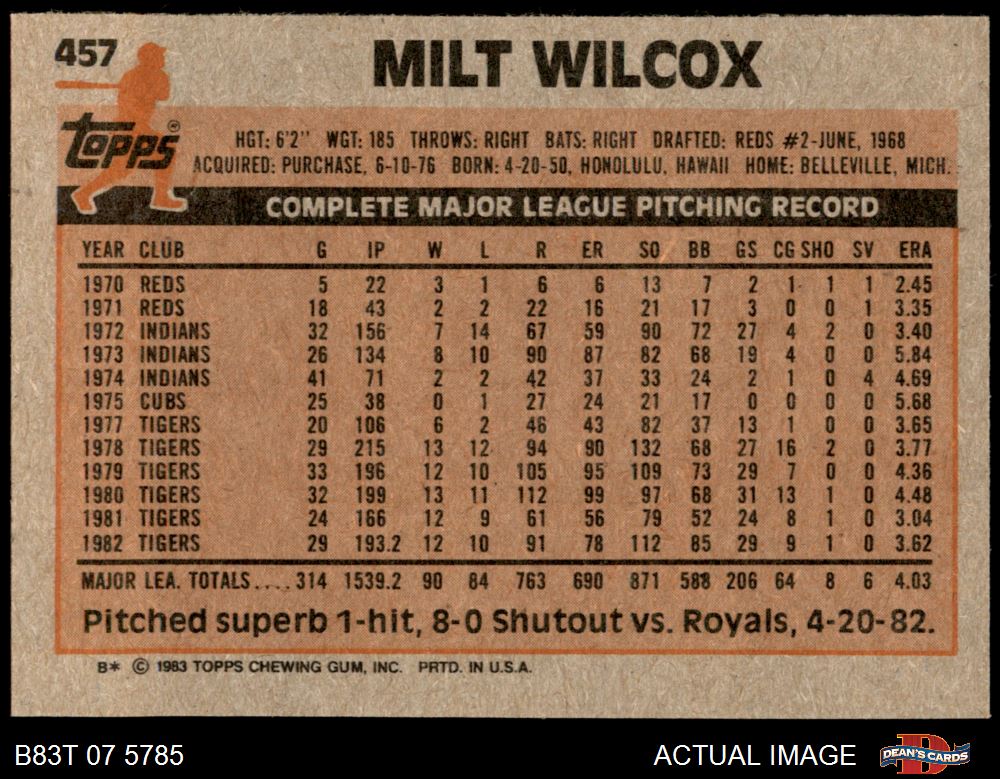 457
MILT WILCOX
topps®
HGT: 6'2" WGT: 185 THROWS: RIGHT BATS: RIGHT DRAFTED: REDS #2-JUNE, 1968
ACQUIRED: PURCHASE, 6-10-76 BORN: 4-20-50, HONOLULU, HAWAII HOME: BELLEVILLE, MICH.
COMPLETE MAJOR LEAGUE PITCHING RECORD
YEAR CLUB G IP W L R ER SO BB GS CG SHO SV ERA
1970 REDS 5 22 3 1 6 6 13 7 2 1 1 1 2.45
1971 REDS 18 43 2 2 22 16 21 17 3 0 0 1 3.35
1972 INDIANS 32 156 7 14 67 59 90 72 27 4 2 0 3.40
1973 INDIANS 26 134 8 10 90 87 82 68 19 4 0 0 5.84
1974 INDIANS 41 71 2 2 42 37 33 24 2 1 0 4 4.69
1975 CUBS 25 38 0 1 27 24 21 17 0 0 0 0 5.68
1977 TIGERS 20 106 6 2 46 43 82 37 13 1 0 0 3.65
1978 TIGERS 29 215 13 12 94 90 132 68 27 16 2 0 3.77
1979 TIGERS 33 196 12 10 105 95 109 73 29 7 0 0 4.36
1980 TIGERS 32 199 13 11 112 99 97 68 31 13 1 0 4.48
1981 TIGERS 24 166 12 9 61 56 79 52 24 8 1 0 3.04
1982 TIGERS 29 193.2 12 10 91 78 112 85 29 9 1 0 3.62
MAJOR LEA. TOTALS.... 314 1539.2 90 84 763 690 871 588 206 64 8 6 4.03
Pitched superb 1-hit, 8-0 Shutout vs. Royals, 4-20-82.
B* © 1983 TOPPS CHEWING GUM, INC. PRTD. IN U.S.A.
B83T 07 5785
ACTUAL IMAGE
D
DEAN'S CARDS